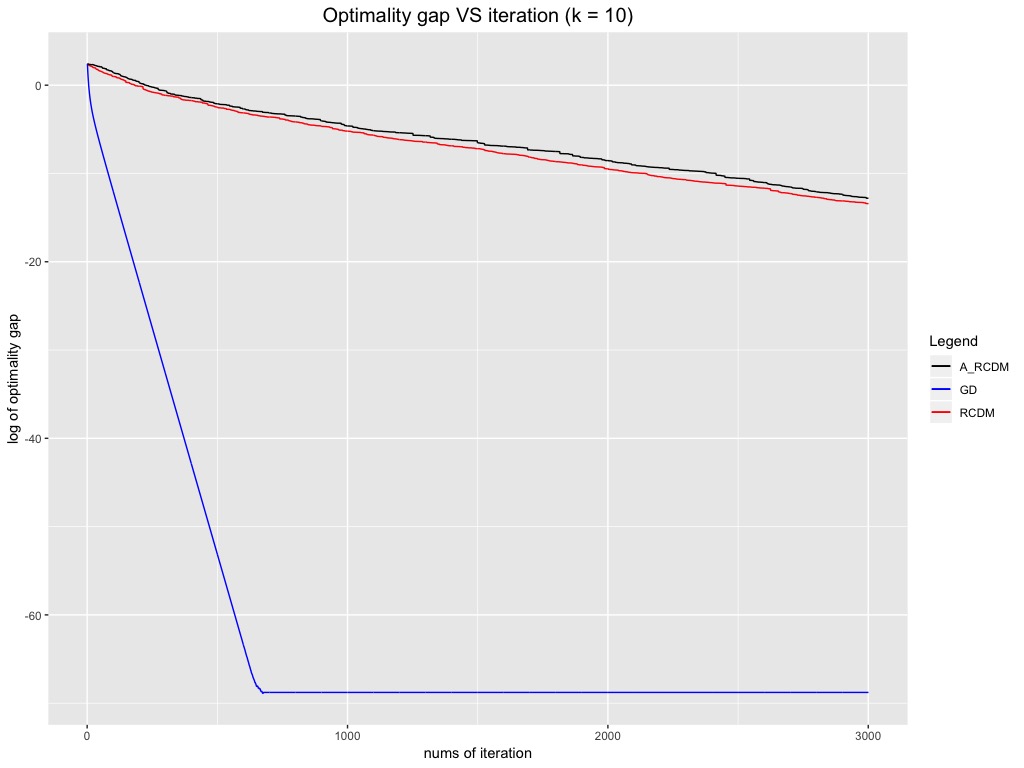 Optimality gap VS iteration (k = 10)
log of optimality gap
0
-20
-40
-60
0
1000
2000
3000
nums of iteration
Legend
A_RCDM
GD
RCDM